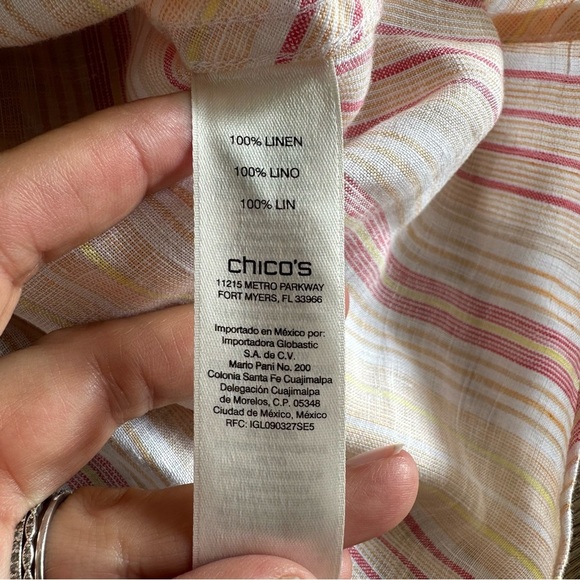 100% LINEN
100% LINO
100% LIN
chico's
11215 METRO PARKWAY
FORT MYERS, FL 33966
Importado en México por:
Importadora Globastic
S.A. de C.V.
Mario Pani No. 200
Colonia Santa Fe Cuajimalpa
Delegación Cuajimalpa
de Morelos, C.P. 05348
Ciudad de México, México
RFC: IGL090327SE5